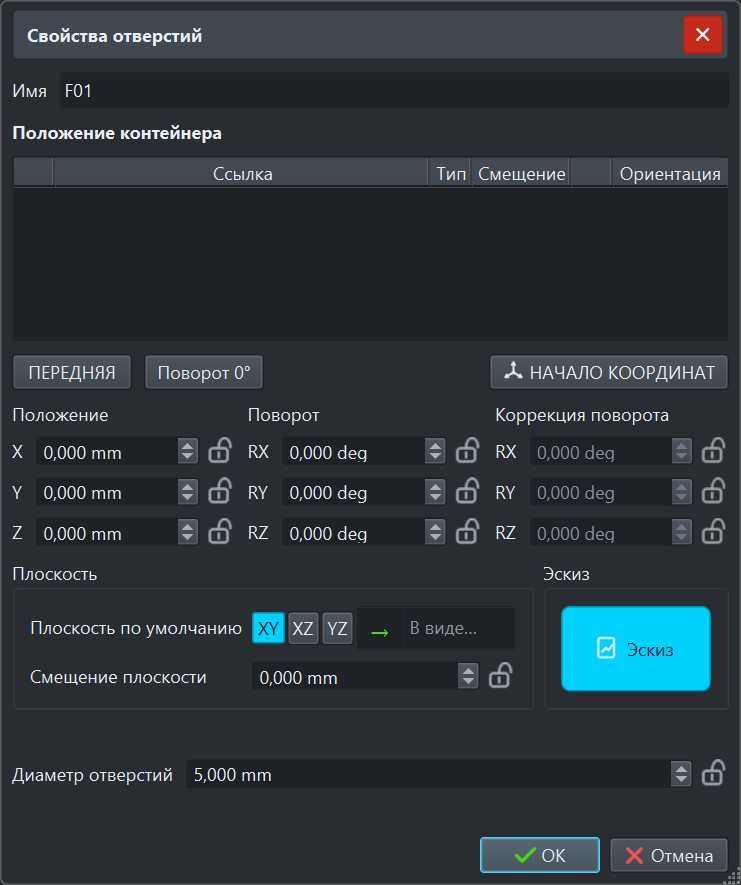 Свойства отверстий
Имя F01
Положение контейнера
Ссылка Тип Смещение Ориентация
ПЕРЕДНЯЯ Поворот 0° НАЧАЛО КООРДИНАТ
Положение Поворот Коррекция поворота
X 0,000 mm RX 0,000 deg RX 0,000 deg
Y 0,000 mm RY 0,000 deg RY 0,000 deg
Z 0,000 mm RZ 0,000 deg RZ 0,000 deg
Плоскость Эскиз
Плоскость по умолчанию XY XZ YZ → В виде...
Эскиз
Смещение плоскости 0,000 mm
Диаметр отверстий 5,000 mm
OK Отмена